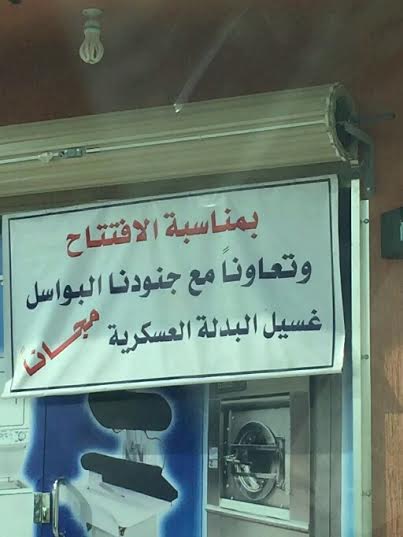 بمناسبة الافتتاح
وتعاوناً مع جنودنا البواسل
غسيل البدلة العسكرية مجاناً